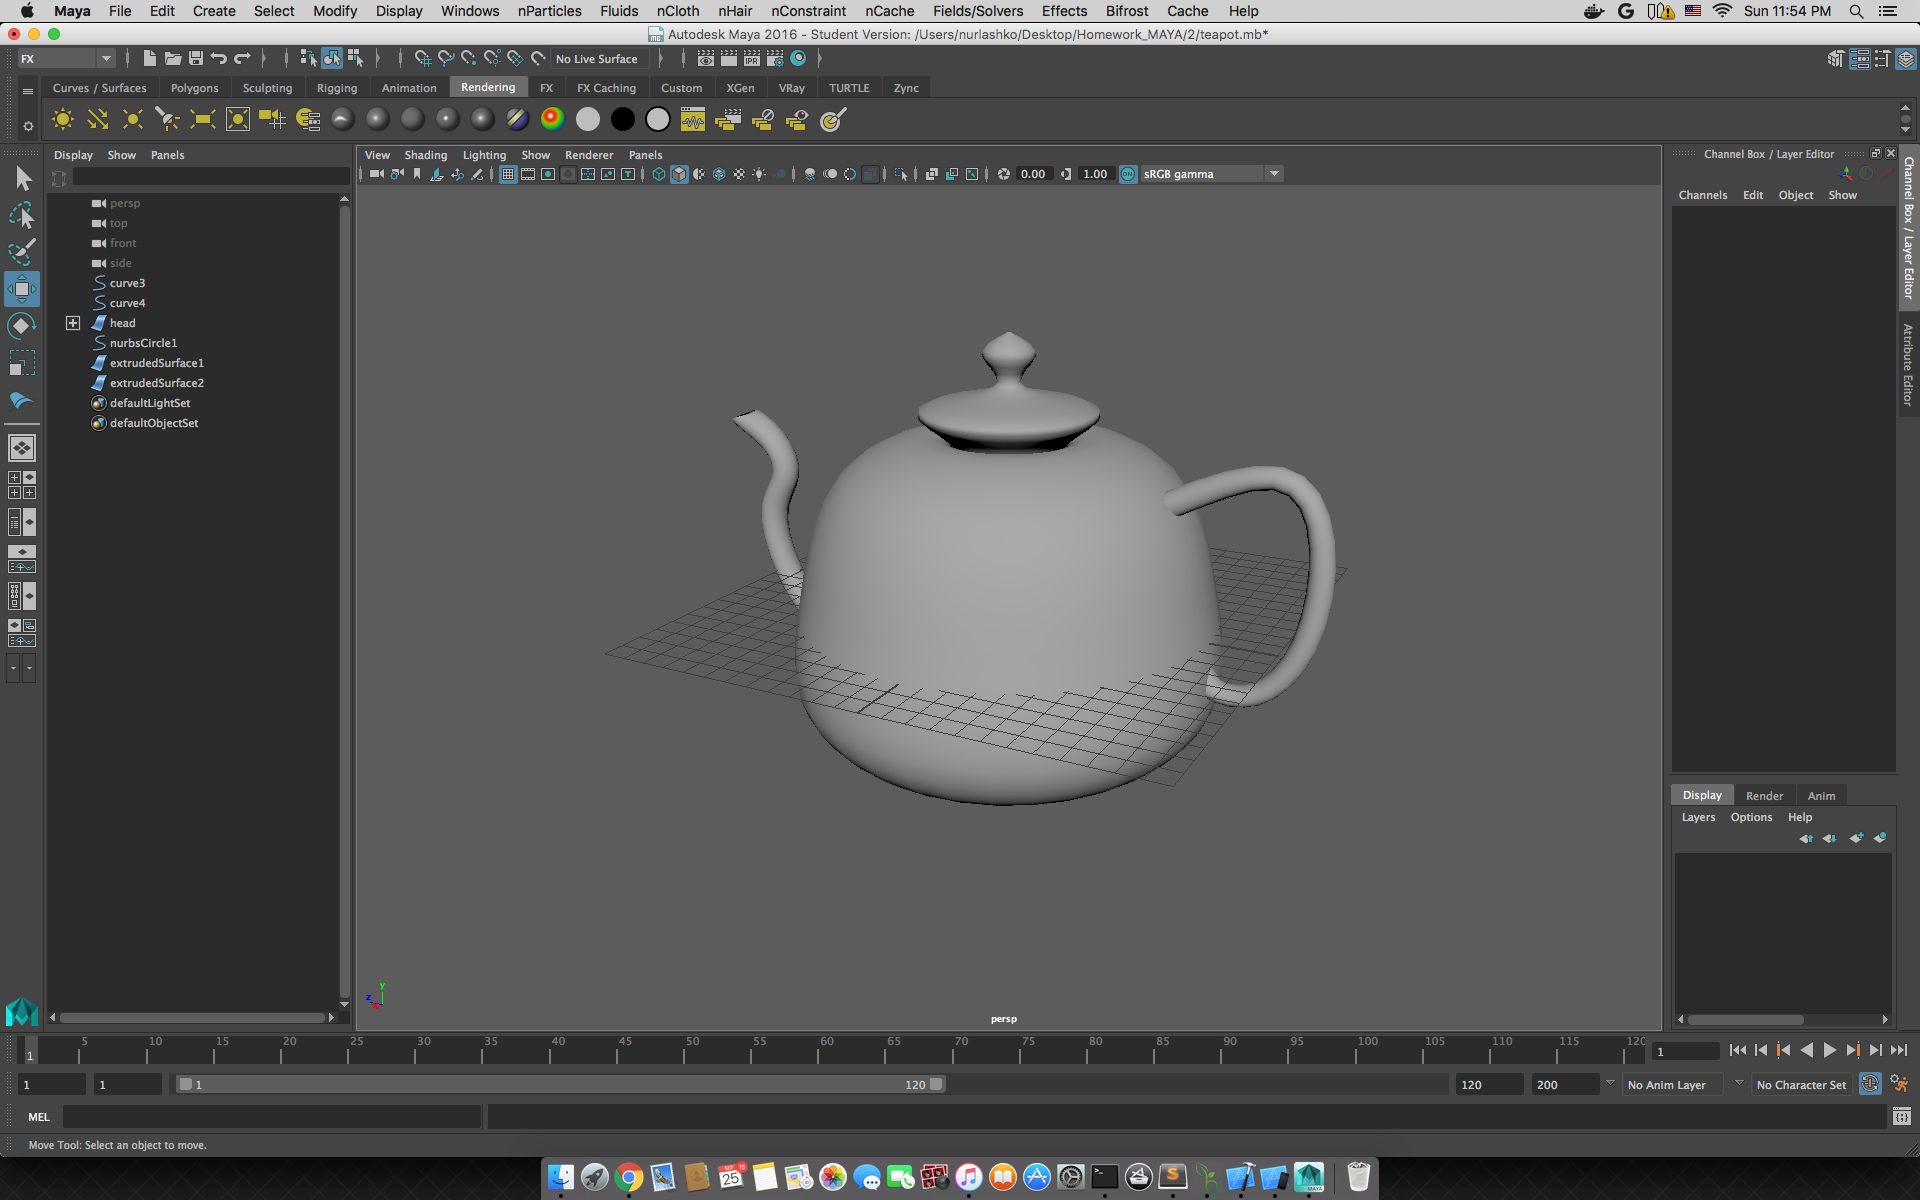 Maya File Edit Create Select Modify Display Windows nParticles Fluids nCloth nHair nConstraint nCache Fields/Solvers Effects Bifrost Cache Help Sun 11:54 PM
Autodesk Maya 2016 - Student Version: /Users/nurlashko/Desktop/Homework_MAYA/2/teapot.mb*
FX No Live Surface IPR
Curves / Surfaces Polygons Sculpting Rigging Animation Rendering FX FX Caching Custom XGen VRay TURTLE Zync
Display Show Panels
View Shading Lighting Show Renderer Panels
0.00 1.00 ON sRGB gamma
persp
top
front
side
curve3
curve4
head
nurbsCircle1
extrudedSurface1
extrudedSurface2
defaultLightSet
defaultObjectSet
y
z
persp
Channel Box / Layer Editor
Channels Edit Object Show
Channel Box / Layer Editor
Attribute Editor
Display Render Anim
Layers Options Help
5 10 15 20 25 30 35 40 45 50 55 60 65 70 75 80 85 90 95 100 105 110 115 120
1 1
1 1 1 120 120 200 No Anim Layer No Character Set
MEL
Move Tool: Select an object to move.
SEP 25 15 MAYA